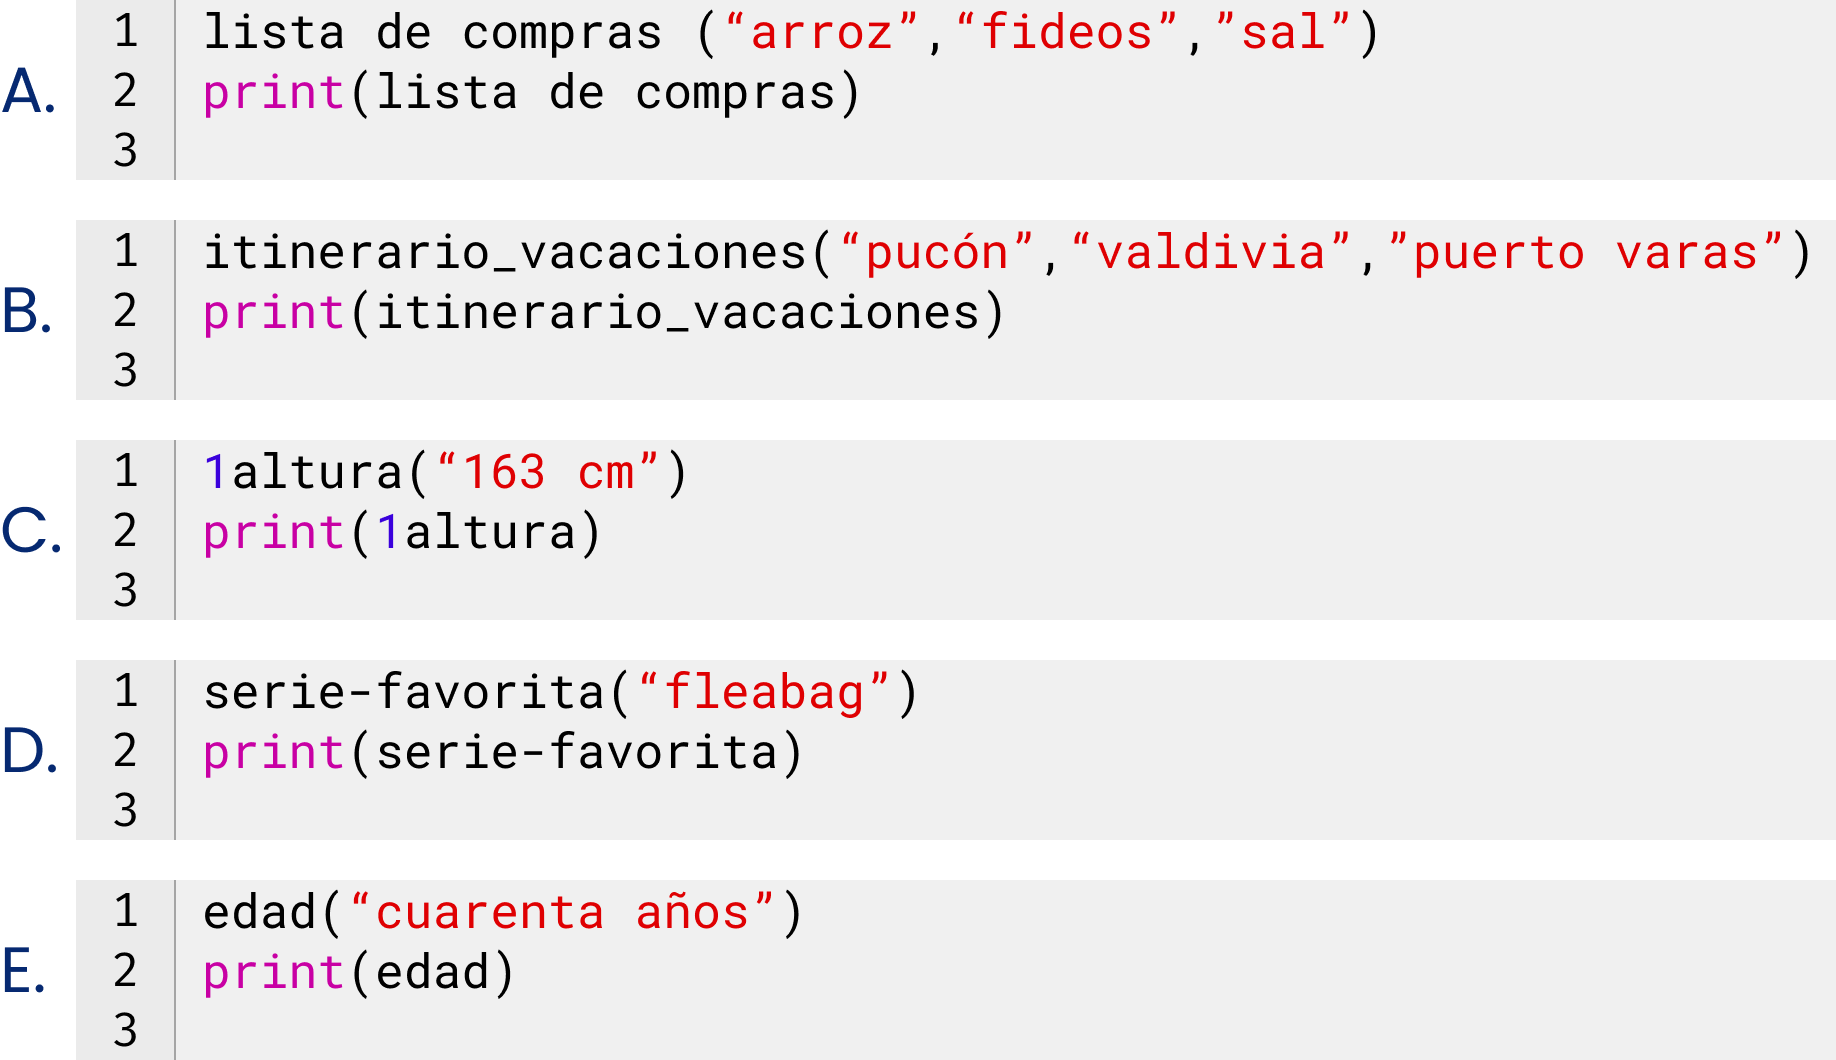 A.
1 lista de compras (“arroz”,“fideos”,”sal”)
2 print(lista de compras)
3
B.
1 itinerario_vacaciones(“pucón”,“valdivia”,”puerto varas”)
2 print(itinerario_vacaciones)
3
C.
1 1altura(“163 cm”)
2 print(1altura)
3
D.
1 serie-favorita(“fleabag”)
2 print(serie-favorita)
3
E.
1 edad(“cuarenta años”)
2 print(edad)
3